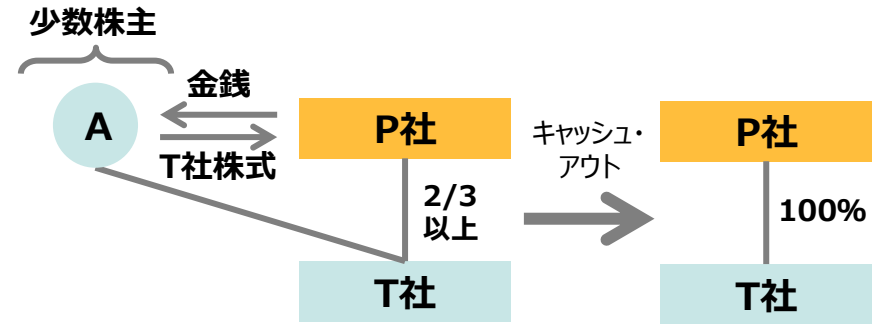 少数株主
金銭
A
T社株式
P社
2/3
以上
T社
キャッシュ・
アウト
P社
100%
T社